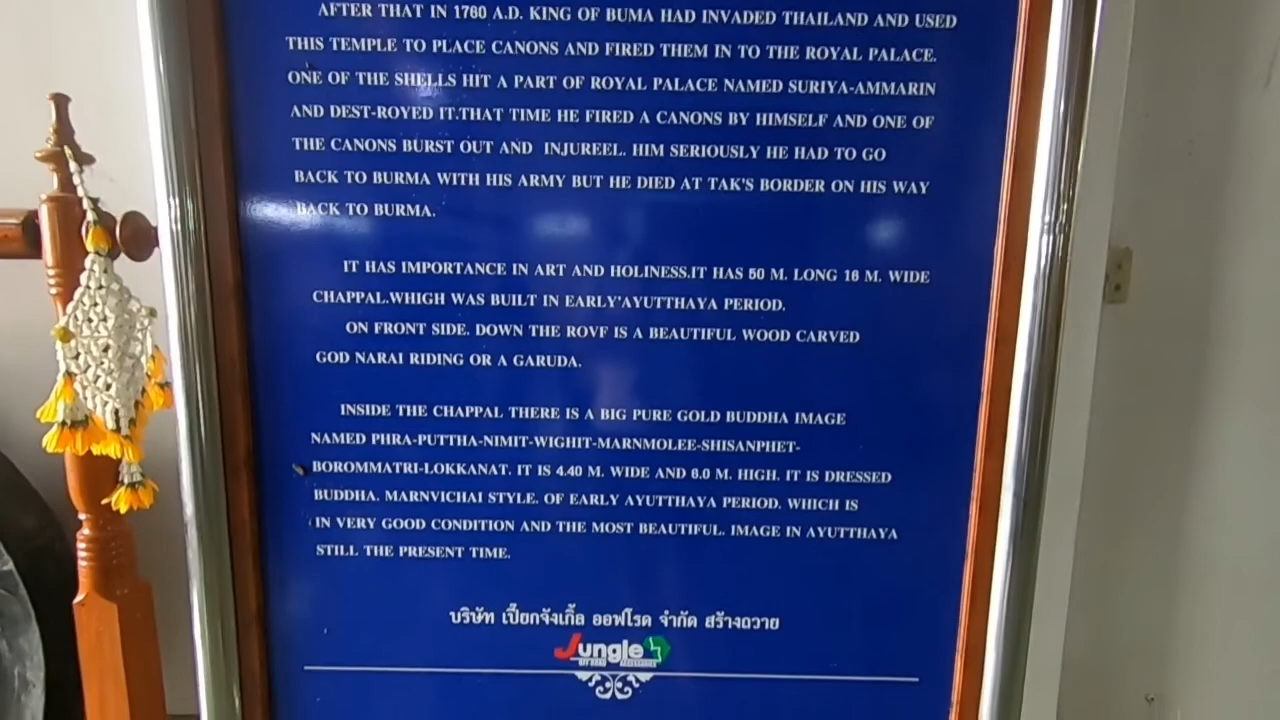 AFTER THAT IN 1760 A.D. KING OF BUMA HAD INVADED THAILAND AND USED
THIS TEMPLE TO PLACE CANONS AND FIRED THEM IN TO THE ROYAL PALACE.
ONE OF THE SHELLS HIT A PART OF ROYAL PALACE NAMED SURIYA-AMMARIN
AND DEST-ROYED IT.THAT TIME HE FIRED A CANONS BY HIMSELF AND ONE OF
THE CANONS BURST OUT AND INJUREEL. HIM SERIOUSLY HE HAD TO GO
BACK TO BURMA WITH HIS ARMY BUT HE DIED AT TAK'S BORDER ON HIS WAY
BACK TO BURMA.
IT HAS IMPORTANCE IN ART AND HOLINESS.IT HAS 50 M. LONG 16 M. WIDE
CHAPPAL.WHIGH WAS BUILT IN EARLY'AYUTTHAYA PERIOD.
ON FRONT SIDE. DOWN THE ROVF IS A BEAUTIFUL WOOD CARVED
GOD NARAI RIDING OR A GARUDA.
INSIDE THE CHAPPAL THERE IS A BIG PURE GOLD BUDDHA IMAGE
NAMED PHRA-PUTTHA-NIMIT-WIGHIT-MARNMOLEE-SHISANPHET-
BOROMMATRI-LOKKANAT. IT IS 4.40 M. WIDE AND 6.0 M. HIGH. IT IS DRESSED
BUDDHA. MARNVICHAI STYLE. OF EARLY AYUTTHAYA PERIOD. WHICH IS
IN VERY GOOD CONDITION AND THE MOST BEAUTIFUL. IMAGE IN AYUTTHAYA
STILL THE PRESENT TIME.
บริษัท เปี๊ยกจังเกิ้ล ออฟโรด จำกัด สร้างถวาย
Jungle
OFF ROAD ACCESSORIES